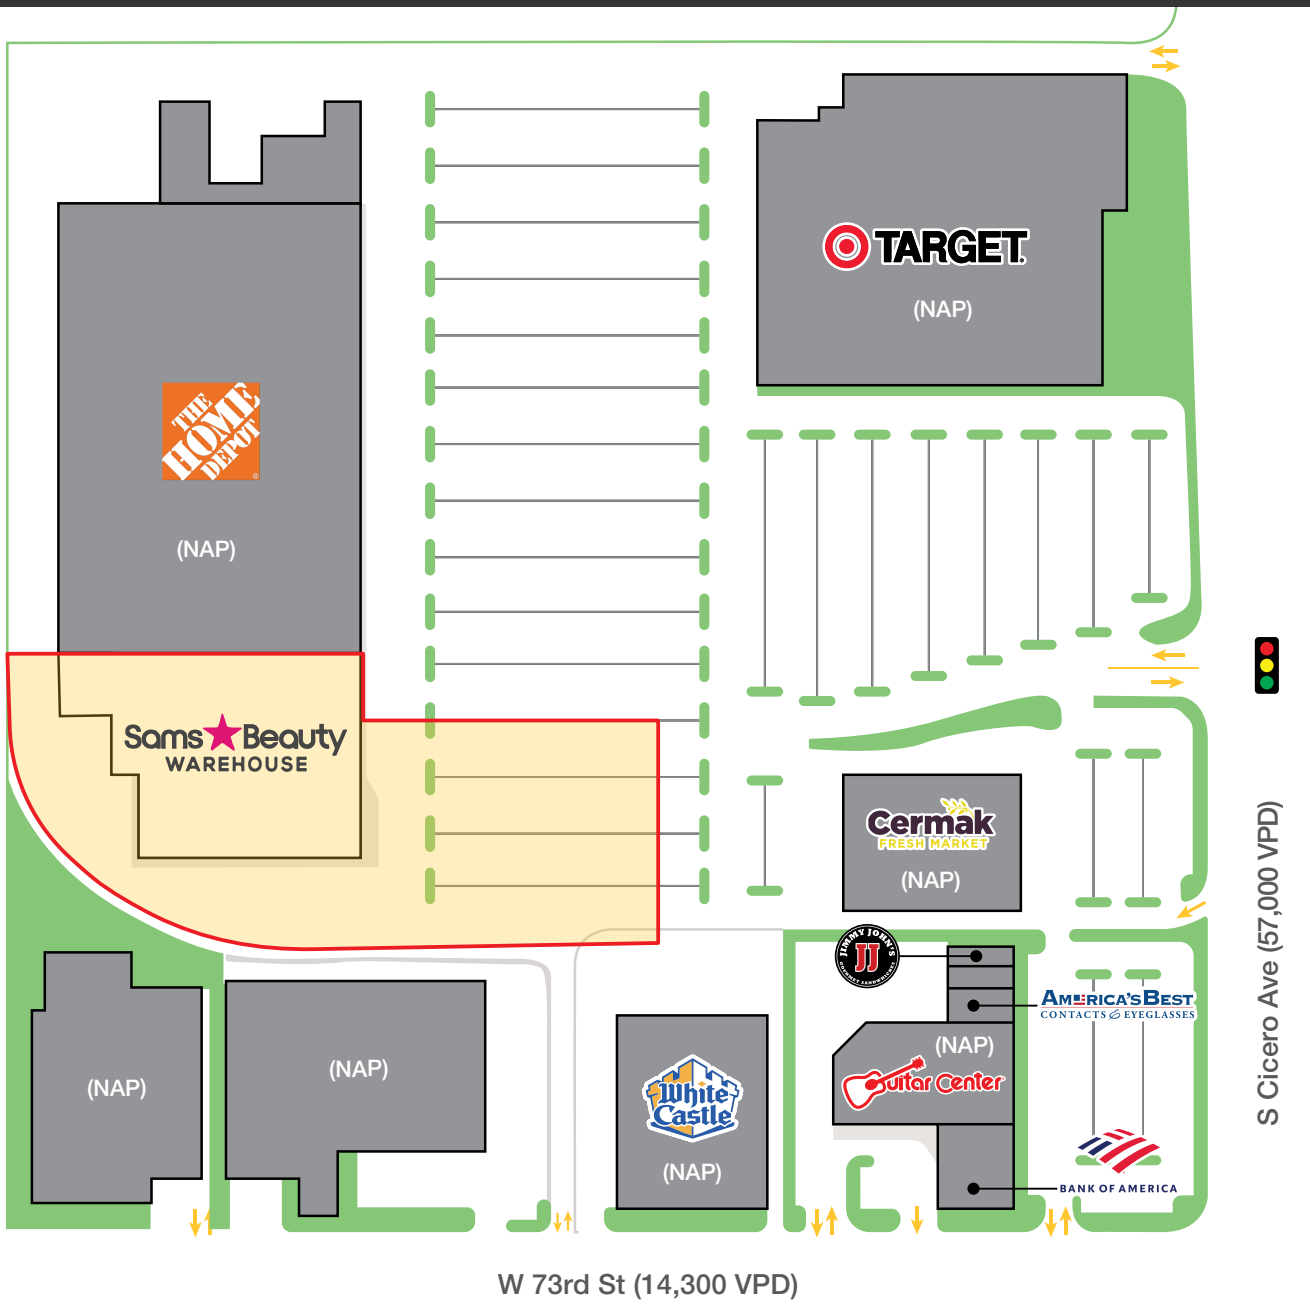 TARGET
(NAP)
THE
HOME
DEPOT
(NAP)
Sams Beauty
WAREHOUSE
Cermak
FRESH MARKET
(NAP)
JIMMY JOHN'S
JJ
GOURMET SANDWICHES
AMERICA'S BEST
CONTACTS & EYEGLASSES
(NAP)
Guitar Center
(NAP)
(NAP)
White
Castle
(NAP)
BANK OF AMERICA
S Cicero Ave (57,000 VPD)
W 73rd St (14,300 VPD)